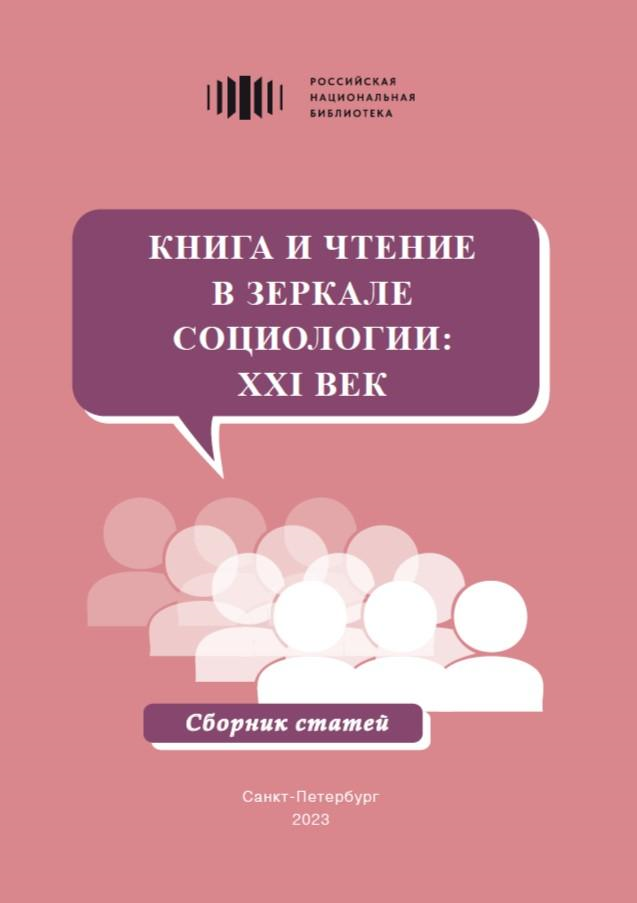 РОССИЙСКАЯ
НАЦИОНАЛЬНАЯ
БИБЛИОТЕКА
КНИГА И ЧТЕНИЕ
В ЗЕРКАЛЕ
СОЦИОЛОГИИ:
XXI ВЕК
Сборник статей
Санкт-Петербург
2023